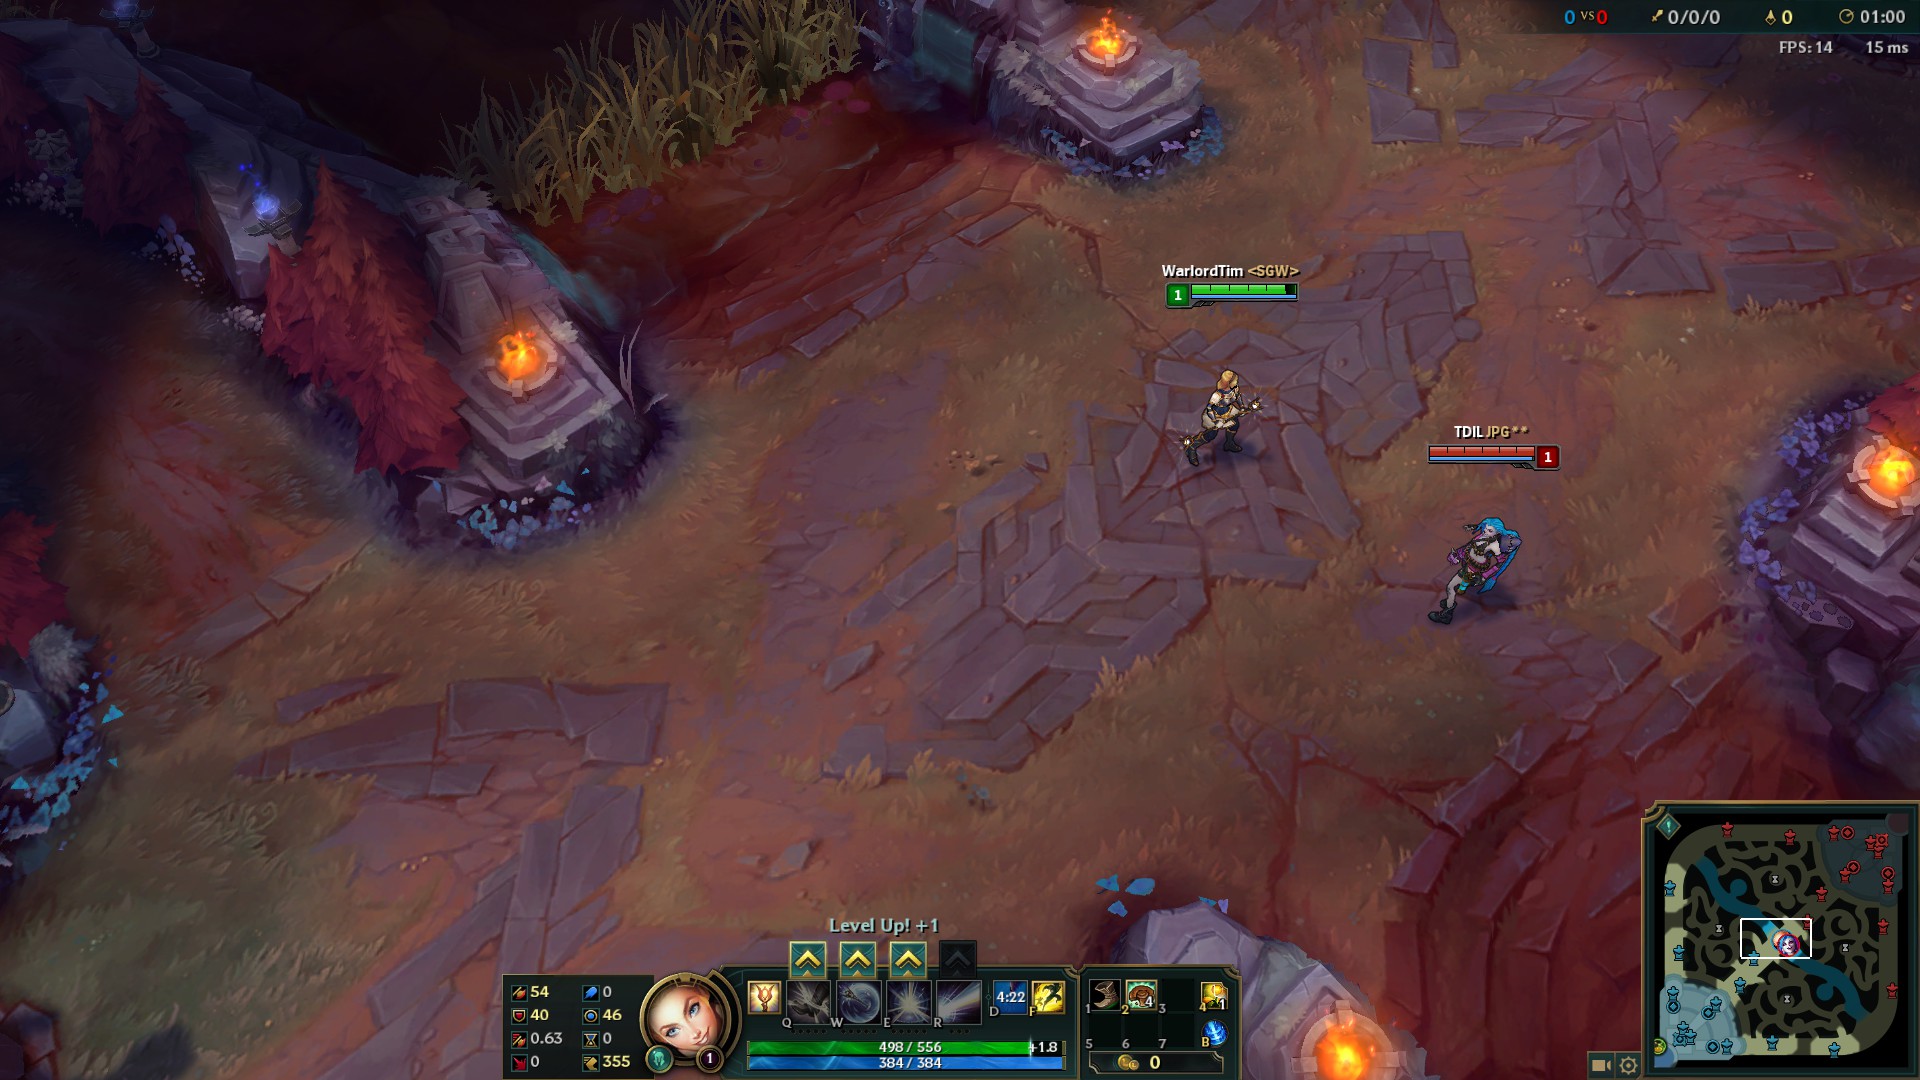 0 VS 0 0/0/0 0 01:00
FPS: 14 15 ms
WarlordTim <SGW>
1
TDIL JPG**
1
Level Up! +1
54 0
40 46
0.63 0
0 355
1
Q W E R
4:22
D F
498 / 556 +1.8
384 / 384
1 2 4 3 4 1
5 6 7 B
0